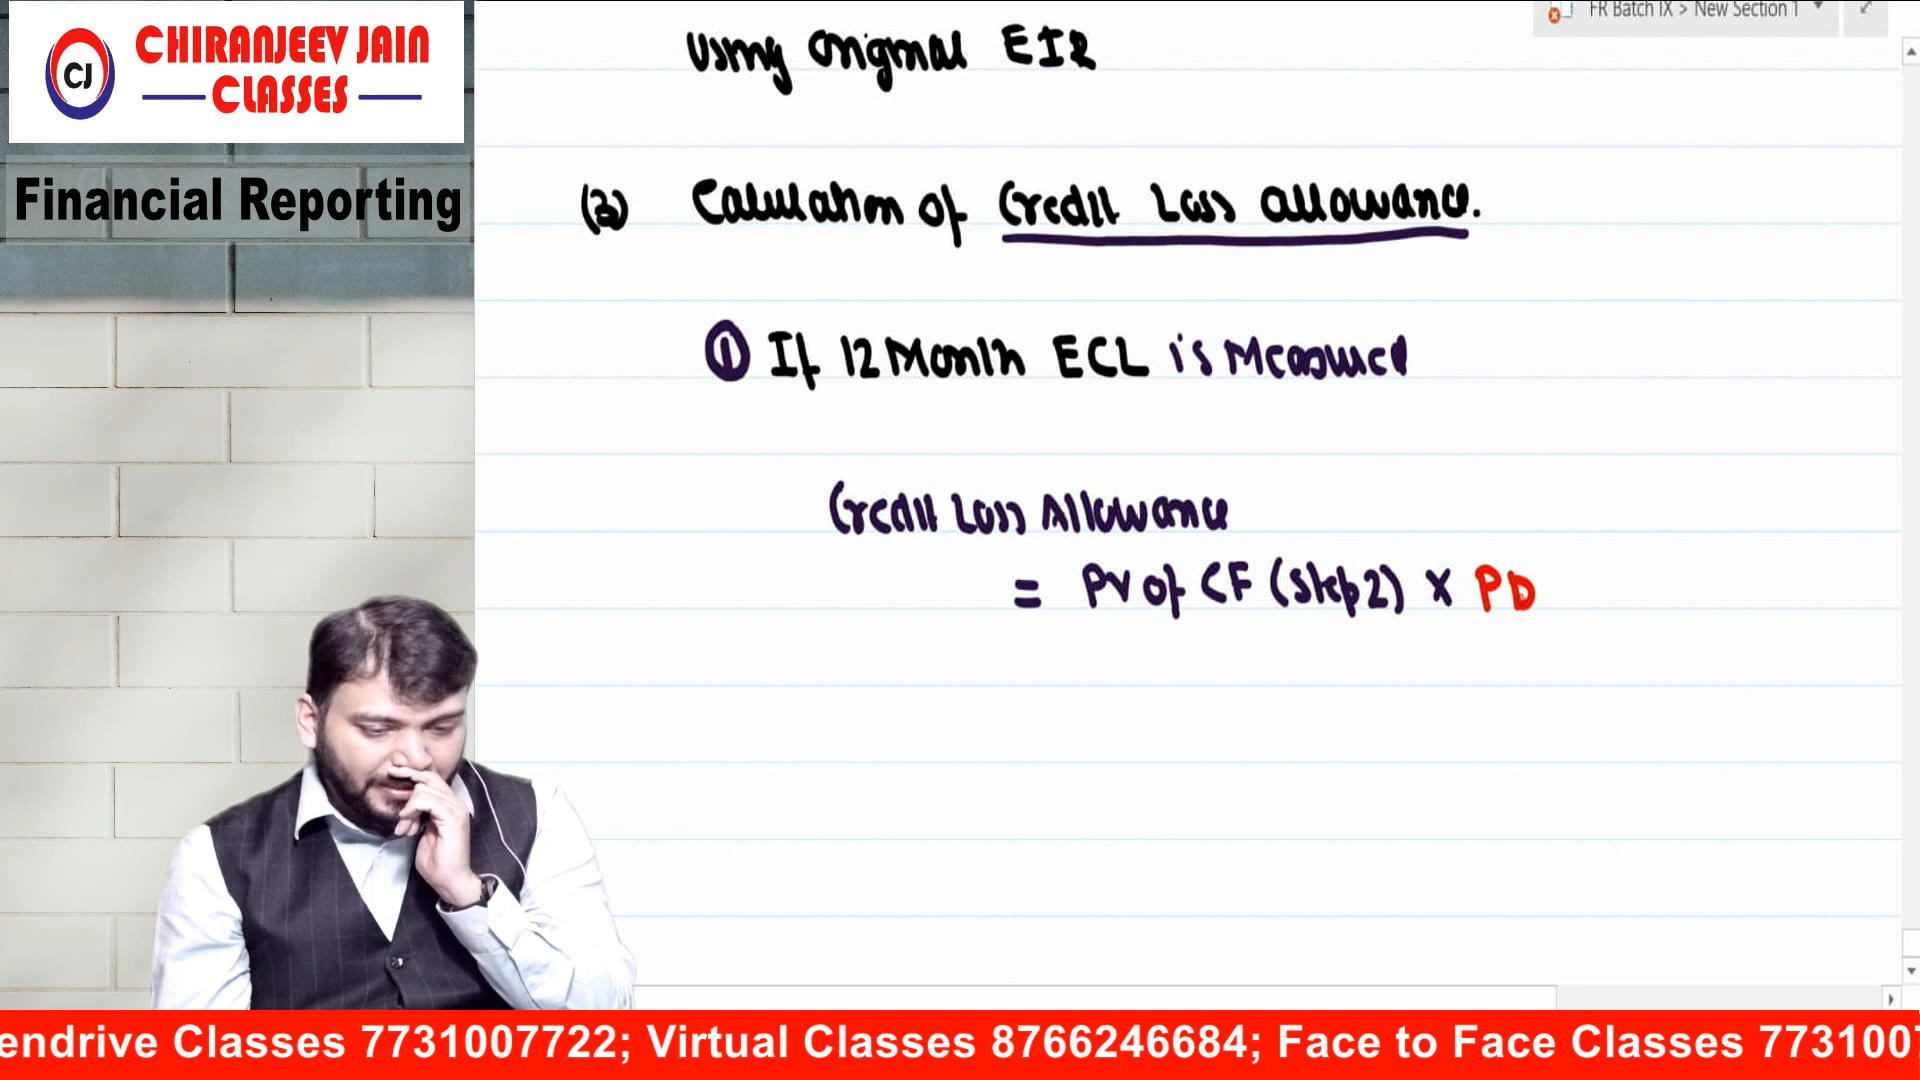 FR Batch IX > New Section 1
CHIRANJEEV JAIN
CLASSES
CJ
Financial Reporting
Using Original EIR
(3) Calculation of Credit Loss Allowance.
① If 12 Month ECL is Measured
Credit Loss Allowance
= PV of CF (Step 2) × PD
endrive Classes 7731007722; Virtual Classes 8766246684; Face to Face Classes 773100